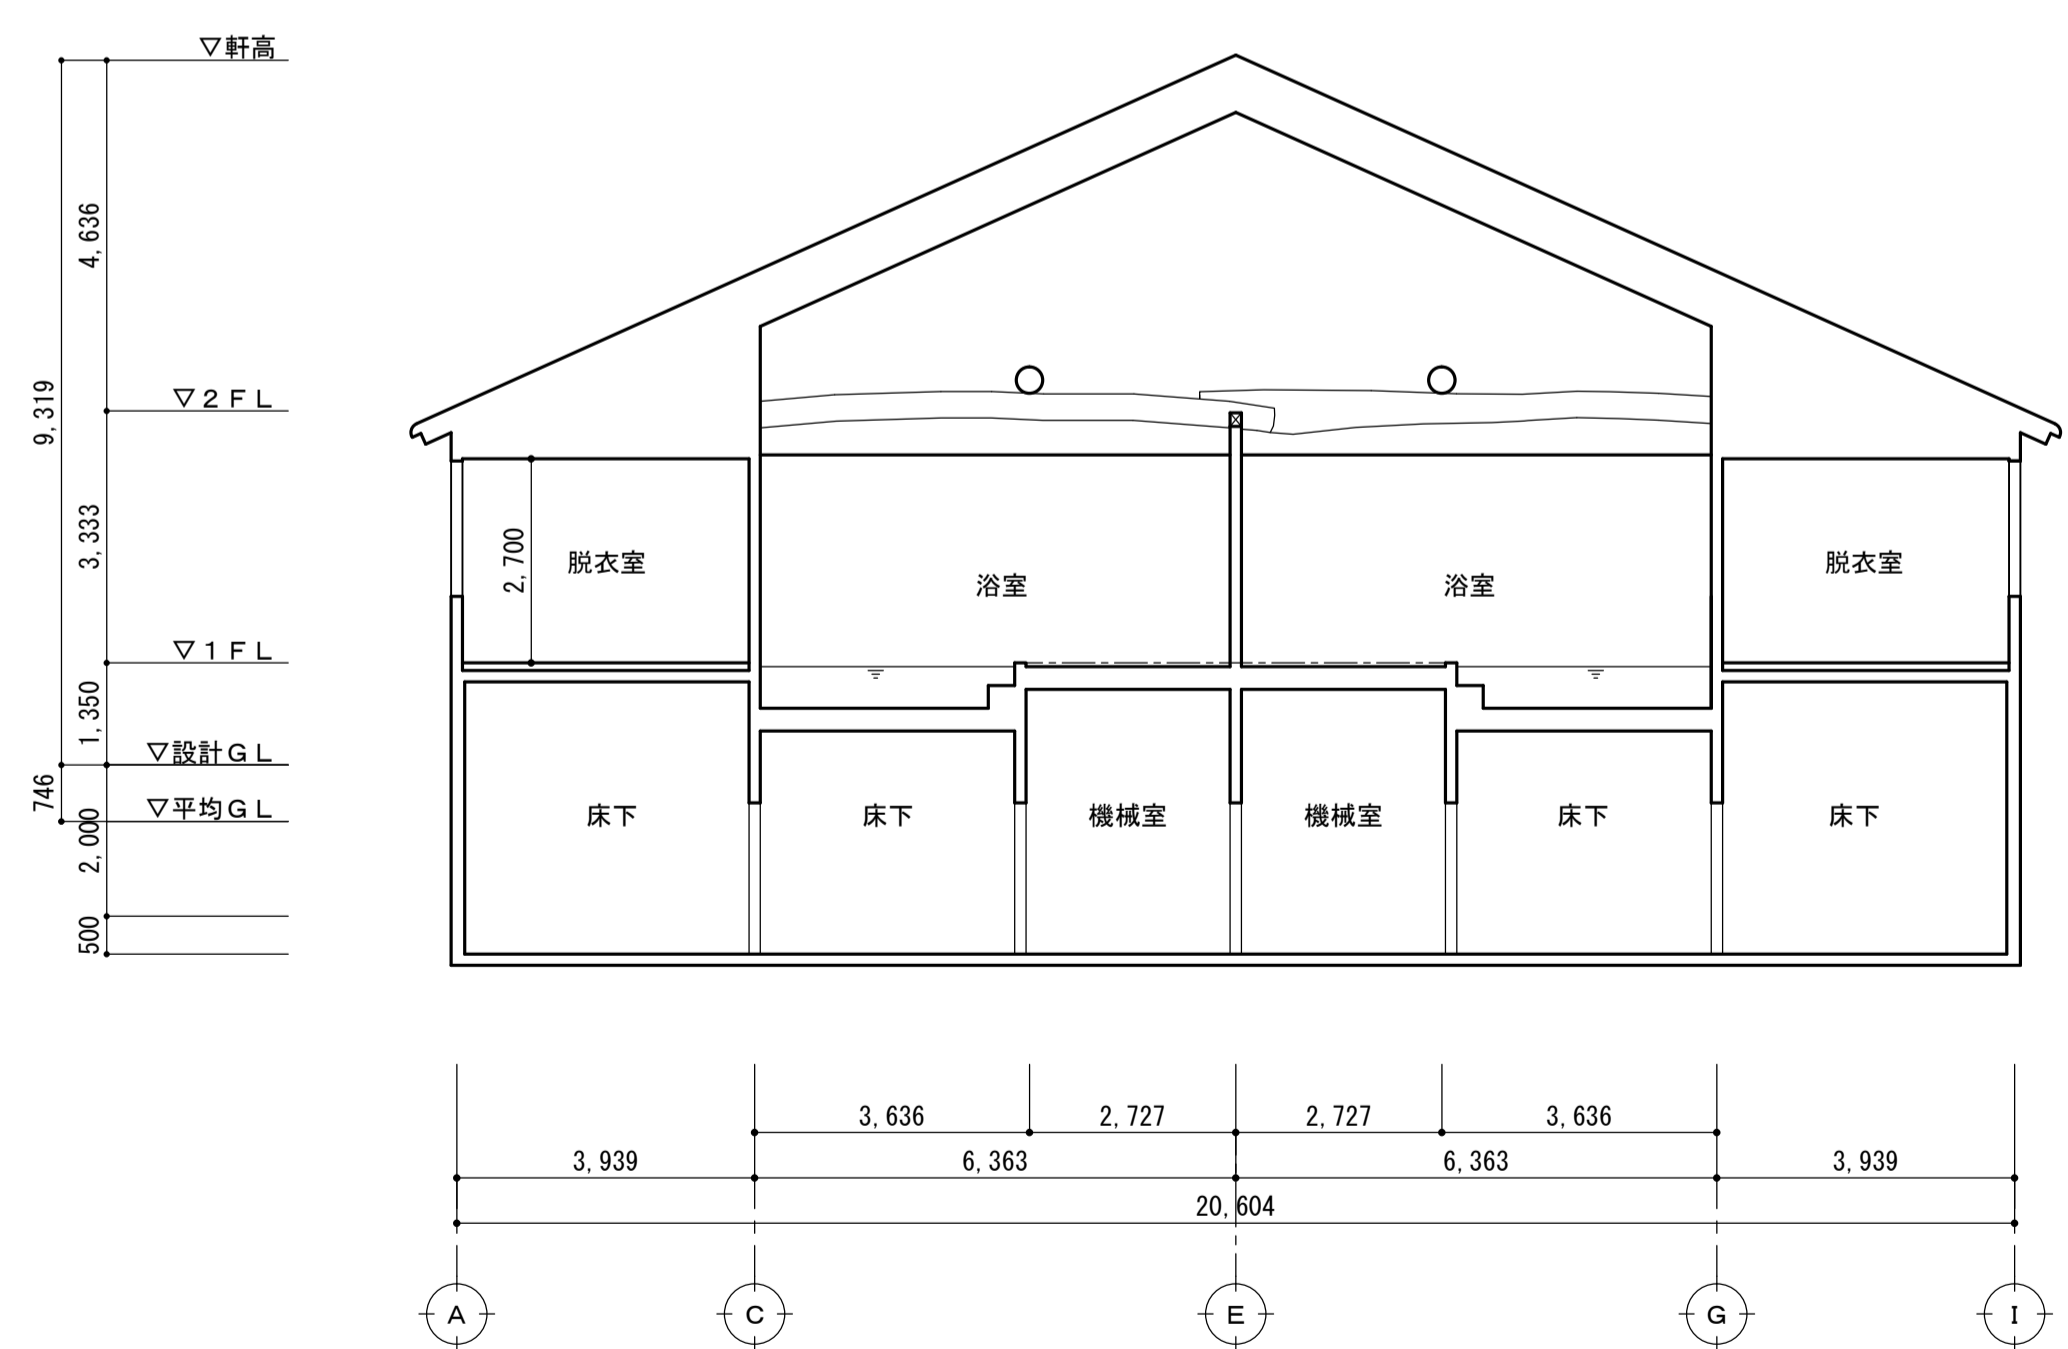 ▽軒高
4,636
9,319
▽2FL
3,333
2,700
脱衣室
浴室
浴室
脱衣室
▽1FL
1,350
▽設計GL
746
▽平均GL
2,000
床下
床下
機械室
機械室
床下
床下
500
3,636
2,727
2,727
3,636
3,939
6,363
6,363
3,939
20,604
A
C
E
G
I